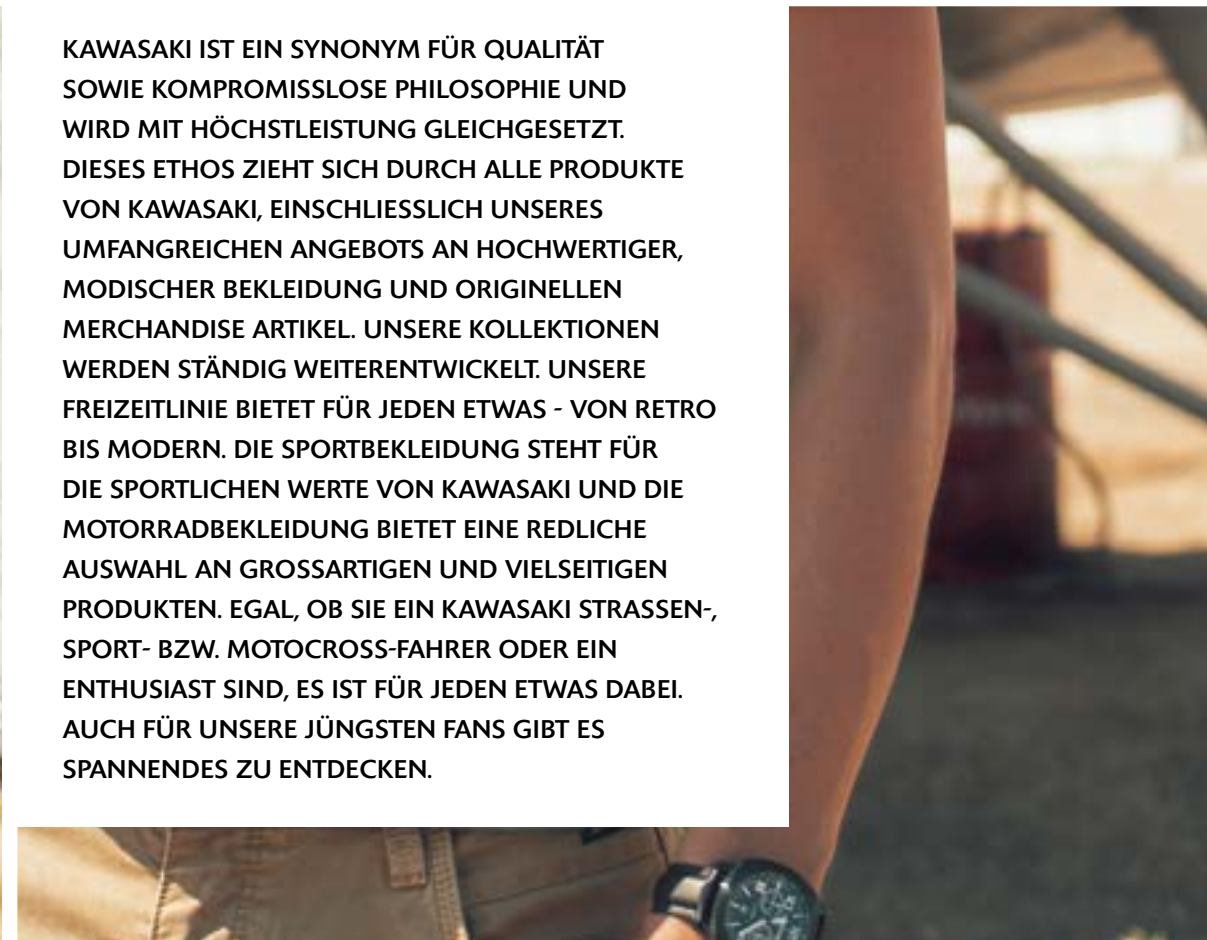 KAWASAKI IST EIN SYNONYM FÜR QUALITÄT
SOWIE KOMPROMISSLOSE PHILOSOPHIE UND
WIRD MIT HÖCHSTLEISTUNG GLEICHGESETZT.
DIESES ETHOS ZIEHT SICH DURCH ALLE PRODUKTE
VON KAWASAKI, EINSCHLIESSLICH UNSERES
UMFANGREICHEN ANGEBOTS AN HOCHWERTIGER,
MODISCHER BEKLEIDUNG UND ORIGINELLEN
MERCHANDISE ARTIKEL. UNSERE KOLLEKTIONEN
WERDEN STÄNDIG WEITERENTWICKELT. UNSERE
FREIZEITLINIE BIETET FÜR JEDEN ETWAS - VON RETRO
BIS MODERN. DIE SPORTBEKLEIDUNG STEHT FÜR
DIE SPORTLICHEN WERTE VON KAWASAKI UND DIE
MOTORRADBEKLEIDUNG BIETET EINE REDLICHE
AUSWAHL AN GROSSARTIGEN UND VIELSEITIGEN
PRODUKTEN. EGAL, OB SIE EIN KAWASAKI STRASSEN-,
SPORT- BZW. MOTOCROSS-FAHRER ODER EIN
ENTHUSIAST SIND, ES IST FÜR JEDEN ETWAS DABEI.
AUCH FÜR UNSERE JÜNGSTEN FANS GIBT ES
SPANNENDES ZU ENTDECKEN.